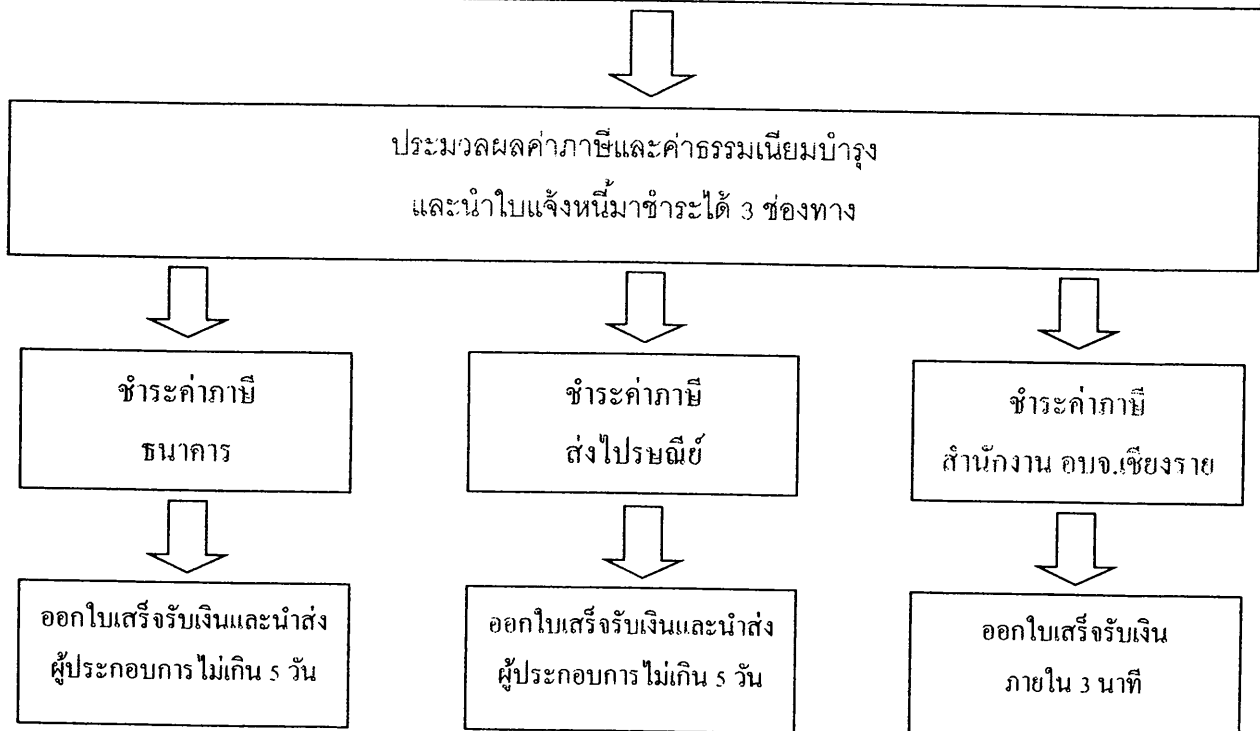 ประมวลผลค่าภาษีและค่าธรรมเนียมบำรุง
และนำใบแจ้งหนี้มาชำระได้ 3 ช่องทาง
ชำระค่าภาษี
ธนาคาร
ชำระค่าภาษี
ส่งไปรษณีย์
ชำระค่าภาษี
สำนักงาน อบจ.เชียงราย
ออกใบเสร็จรับเงินและนำส่ง
ผู้ประกอบการ ไม่เกิน 5 วัน
ออกใบเสร็จรับเงินและนำส่ง
ผู้ประกอบการ ไม่เกิน 5 วัน
ออกใบเสร็จรับเงิน
ภายใน 3 นาที